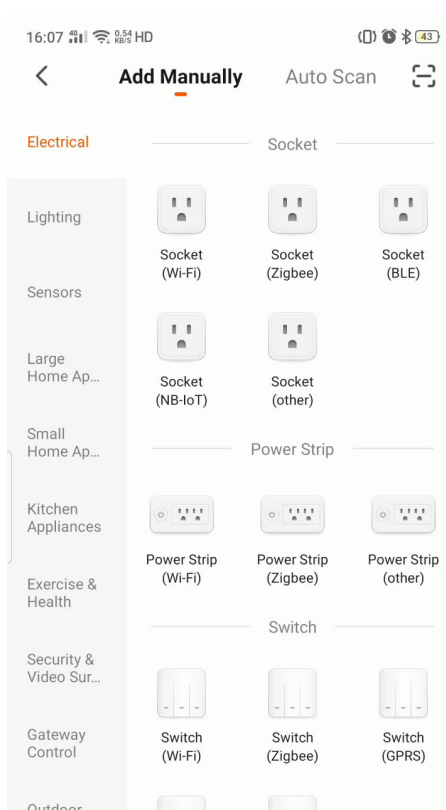 16:07 4G 0.54 KB/S HD 43
Add Manually Auto Scan
Electrical
Lighting
Sensors
Large
Home Ap...
Small
Home Ap...
Kitchen
Appliances
Exercise &
Health
Security &
Video Sur...
Gateway
Control
Outdoor
Socket
Socket
(Wi-Fi)
Socket
(Zigbee)
Socket
(BLE)
Socket
(NB-IoT)
Socket
(other)
Power Strip
Power Strip
(Wi-Fi)
Power Strip
(Zigbee)
Power Strip
(other)
Switch
Switch
(Wi-Fi)
Switch
(Zigbee)
Switch
(GPRS)